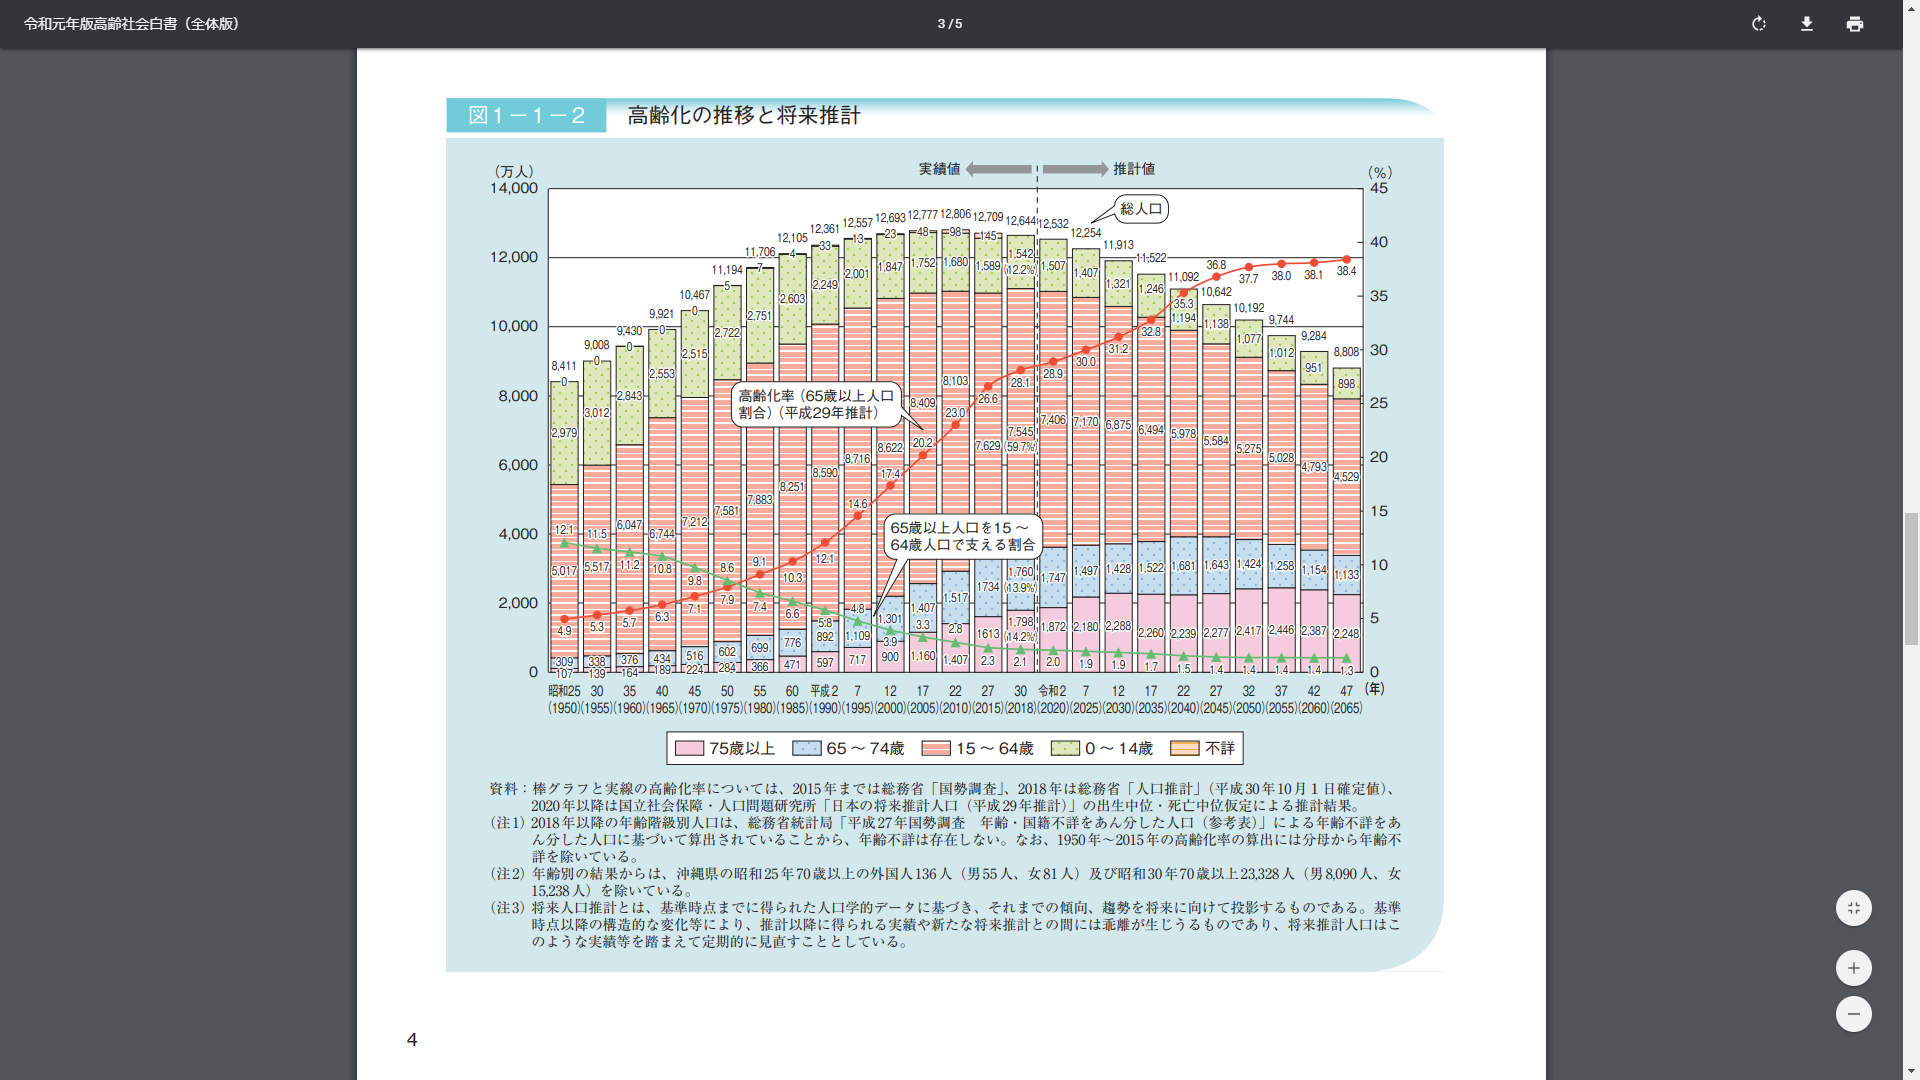 令和元年版高齢社会白書（全体版）
3 / 5
図１－１－２
高齢化の推移と将来推計
（万人）
実績値
推計値
（％）
14,000
12,000
10,000
8,000
6,000
4,000
2,000
0
45
40
35
30
25
20
15
10
5
0
総人口
8,411 9,008 9,430 9,921 10,467 11,194 11,706 12,105 12,361 12,557 12,693 12,777 12,806 12,709 12,644 12,532 12,254 11,913 11,522 11,092 10,642 10,192 9,744 9,284 8,808
0 0 0 0 0 5 7 4 33 13 23 48 98 145
2,979 3,012 2,843 2,553 2,515 2,722 2,751 2,603 2,249 2,001 1,847 1,752 1,680 1,589 1,542 (12.2%) 1,507 1,407 1,321 1,246 1,194 1,138 1,077 1,012 951 898
5,017 5,517 6,047 6,744 7,212 7,581 7,883 8,251 8,590 8,716 8,622 8,409 8,103 7,629 7,545 (59.7%) 7,406 7,170 6,875 6,494 5,978 5,584 5,275 5,028 4,793 4,529
309 338 376 434 516 602 699 776 892 1,109 1,301 1,407 1,517 1734 1,760 (13.9%) 1,747 1,497 1,428 1,522 1,681 1,643 1,424 1,258 1,154 1,133
107 139 164 189 224 284 366 471 597 717 900 1,160 1,407 1613 1,798 (14.2%) 1,872 2,180 2,288 2,260 2,239 2,277 2,417 2,446 2,387 2,248
高齢化率（65歳以上人口
割合）（平成29年推計）
4.9 5.3 5.7 6.3 7.1 7.9 9.1 10.3 12.1 14.6 17.4 20.2 23.0 26.6 28.1 28.9 30.0 31.2 32.8 35.3 36.8 37.7 38.0 38.1 38.4
65歳以上人口を15～
64歳人口で支える割合
12.1 11.5 11.2 10.8 9.8 8.6 7.4 6.6 5.8 4.8 3.9 3.3 2.8 2.3 2.1 2.0 1.9 1.9 1.7 1.5 1.4 1.4 1.4 1.4 1.3
昭和25 30 35 40 45 50 55 60 平成2 7 12 17 22 27 30 令和2 7 12 17 22 27 32 37 42 47 （年）
(1950)(1955)(1960)(1965)(1970)(1975)(1980)(1985)(1990)(1995)(2000)(2005)(2010)(2015)(2018)(2020)(2025)(2030)(2035)(2040)(2045)(2050)(2055)(2060)(2065)
75歳以上 65～74歳 15～64歳 0～14歳 不詳
資料：棒グラフと実線の高齢化率については、2015年までは総務省「国勢調査」、2018年は総務省「人口推計」（平成30年10月１日確定値）、
2020年以降は国立社会保障・人口問題研究所「日本の将来推計人口（平成29年推計）」の出生中位・死亡中位仮定による推計結果。
（注1）2018年以降の年齢階級別人口は、総務省統計局「平成27年国勢調査　年齢・国籍不詳をあん分した人口（参考表）」による年齢不詳をあ
ん分した人口に基づいて算出されていることから、年齢不詳は存在しない。なお、1950年～2015年の高齢化率の算出には分母から年齢不
詳を除いている。
（注2）年齢別の結果からは、沖縄県の昭和25年70歳以上の外国人136人（男55人、女81人）及び昭和30年70歳以上23,328人（男8,090人、女
15,238人）を除いている。
（注3）将来人口推計とは、基準時点までに得られた人口学的データに基づき、それまでの傾向、趨勢を将来に向けて投影するものである。基準
時点以降の構造的な変化等により、推計以降に得られる実績や新たな将来推計との間には乖離が生じうるものであり、将来推計人口はこ
のような実績等を踏まえて定期的に見直すこととしている。
4